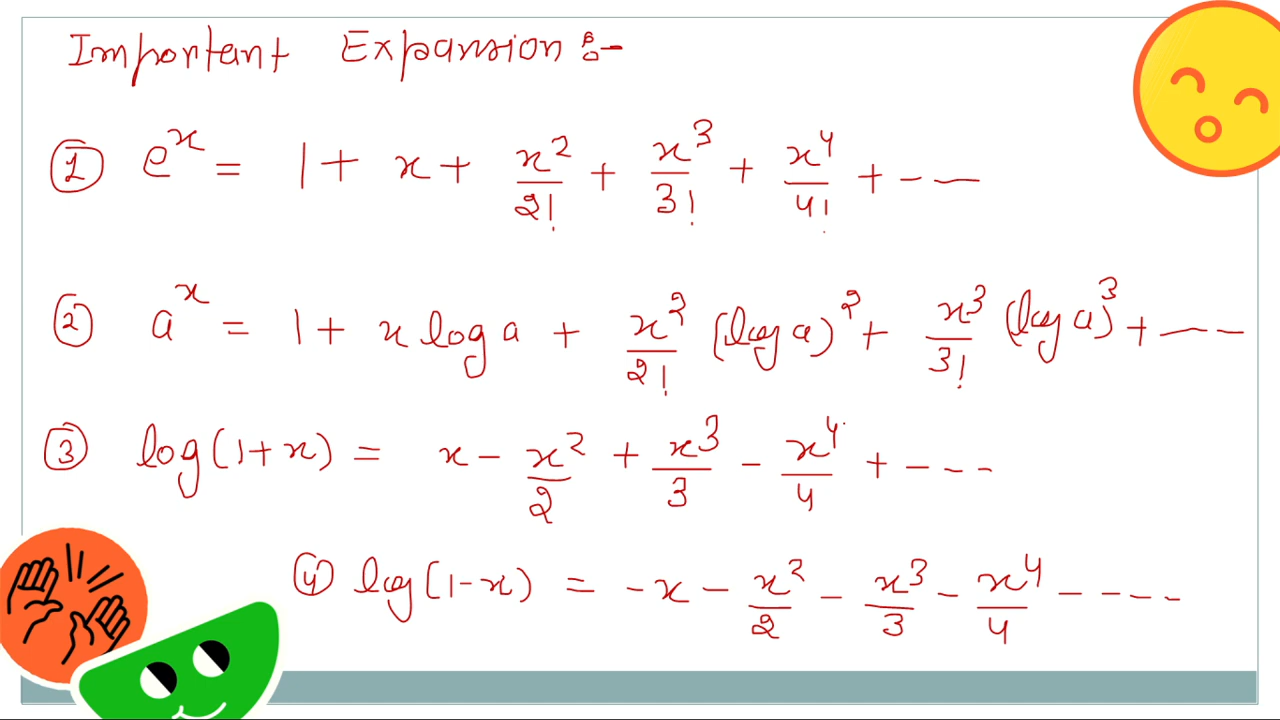 Important Expansion :-
① e^x = 1 + x + x^2/2! + x^3/3! + x^4/4! + - —
② a^x = 1 + x log a + x^2/2! (log a)^2 + x^3/3! (log a)^3 + — - -
③ log(1+x) = x - x^2/2 + x^3/3 - x^4/4 + - - - -
④ log(1-x) = -x - x^2/2 - x^3/3 - x^4/4 - - - - -